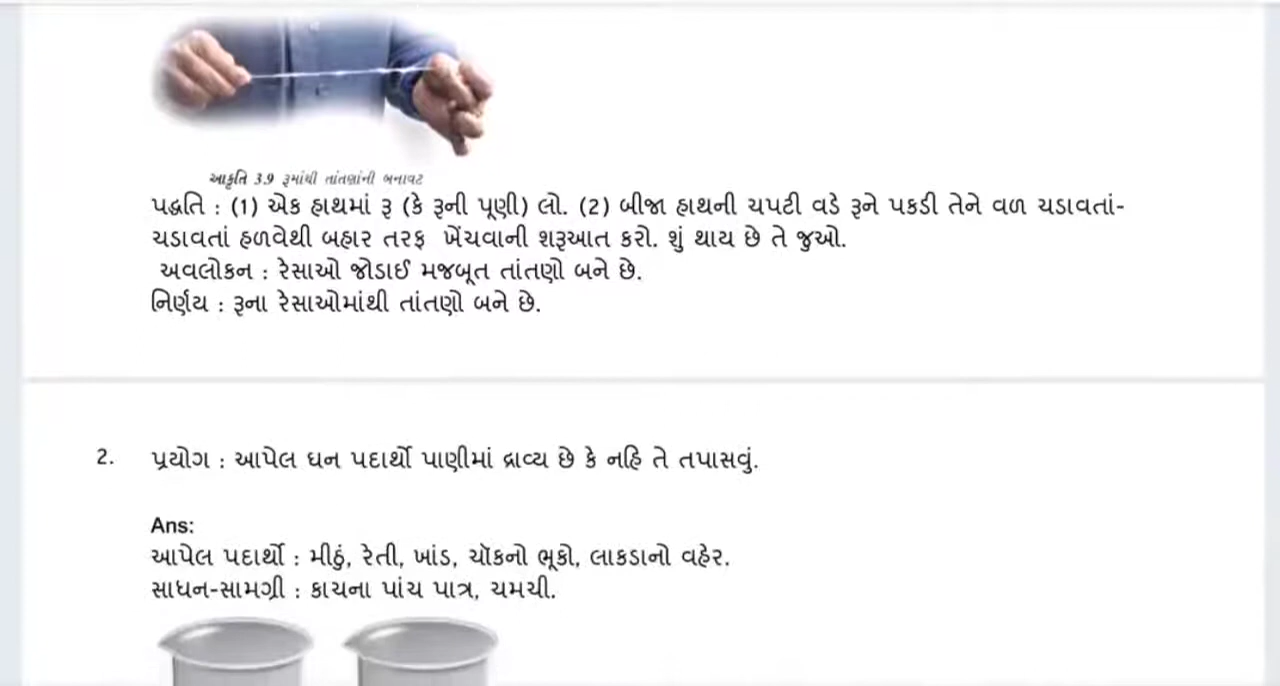 આકૃતિ 3.9 રૂમાંથી તાંતણાંની બનાવટ
પદ્ધતિ : (1) એક હાથમાં રૂ (કે રૂની પૂણી) લો. (2) બીજા હાથની ચપટી વડે રૂને પકડી તેને વળ ચડાવતાં-
ચડાવતાં હળવેથી બહાર તરફ ખેંચવાની શરૂઆત કરો. શું થાય છે તે જુઓ.
અવલોકન : રેસાઓ જોડાઈ મજબૂત તાંતણો બને છે.
નિર્ણય : રૂના રેસાઓમાંથી તાંતણો બને છે.
2. પ્રયોગ : આપેલ ઘન પદાર્થો પાણીમાં દ્રાવ્ય છે કે નહિ તે તપાસવું.
Ans:
આપેલ પદાર્થો : મીઠું, રેતી, ખાંડ, ચૉકનો ભૂકો, લાકડાનો વહેર.
સાધન-સામગ્રી : કાચના પાંચ પાત્ર, ચમચી.